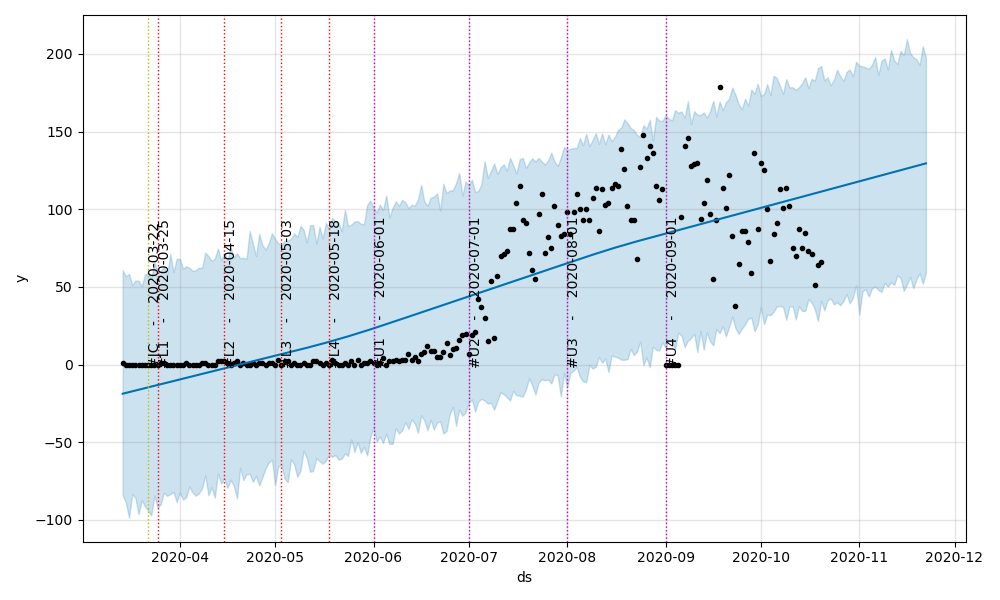 200
150
100
50
0
−50
−100
y
#JC - 2020-03-22
#L1 - 2020-03-25
#L2 - 2020-04-15
#L3 - 2020-05-03
#L4 - 2020-05-18
#U1 - 2020-06-01
#U2 - 2020-07-01
#U3 - 2020-08-01
#U4 - 2020-09-01
2020-04 2020-05 2020-06 2020-07 2020-08 2020-09 2020-10 2020-11 2020-12
ds